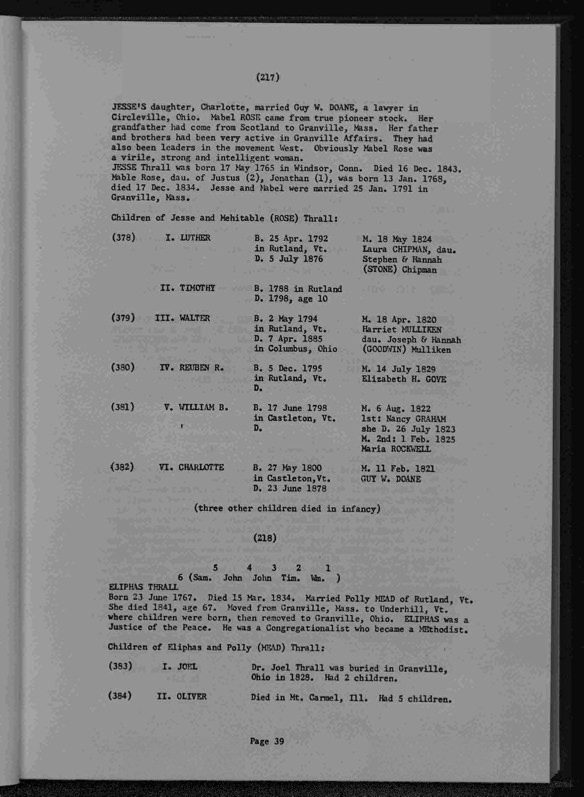 (217)
JESSE'S daughter, Charlotte, married Guy W. DOANE, a lawyer in
Circleville, Ohio. Mabel ROSE came from true pioneer stock. Her
grandfather had come from Scotland to Granville, Mass. Her father
and brothers had been very active in Granville Affairs. They had
also been leaders in the movement West. Obviously Mabel Rose was
a virile, strong and intelligent woman.
JESSE Thrall was born 17 May 1765 in Windsor, Conn. Died 16 Dec. 1843.
Mable Rose, dau. of Justus (2), Jonathan (1), was born 13 Jan. 1768,
died 17 Dec. 1834. Jesse and Mabel were married 25 Jan. 1791 in
Granville, Mass.
Children of Jesse and Mehitable (ROSE) Thrall:
(378) I. LUTHER B. 25 Apr. 1792 M. 18 May 1824
in Rutland, Vt. Laura CHIPMAN, dau.
D. 5 July 1876 Stephen & Hannah
(STONE) Chipman
II. TIMOTHY B. 1788 in Rutland
D. 1798, age 10
(379) III. WALTER B. 2 May 1794 M. 18 Apr. 1820
in Rutland, Vt. Harriet MULLIKEN
D. 7 Apr. 1885 dau. Joseph & Hannah
in Columbus, Ohio (GOODWIN) Mulliken
(380) IV. REUBEN R. B. 5 Dec. 1795 M. 14 July 1829
in Rutland, Vt. Elizabeth H. GOVE
D.
(381) V. WILLIAM B. B. 17 June 1798 M. 6 Aug. 1822
in Castleton, Vt. 1st: Nancy GRAHAM
D. she D. 26 July 1823
M. 2nd: 1 Feb. 1825
Maria ROCKWELL
(382) VI. CHARLOTTE B. 27 May 1800 M. 11 Feb. 1821
in Castleton,Vt. GUY W. DOANE
D. 23 June 1878
(three other children died in infancy)
(218)
5 4 3 2 1
6 (Sam. John John Tim. Wm. )
ELIPHAS THRALL
Born 23 June 1767. Died 15 Mar. 1834. Married Polly MEAD of Rutland, Vt.
She died 1841, age 67. Moved from Granville, Mass. to Underhill, Vt.
where children were born, then removed to Granville, Ohio. ELIPHAS was a
Justice of the Peace. He was a Congregationalist who became a MEthodist.
Children of Eliphas and Polly (MEAD) Thrall:
(383) I. JOEL Dr. Joel Thrall was buried in Granville,
Ohio in 1828. Had 2 children.
(384) II. OLIVER Died in Mt. Carmel, Ill. Had 5 children.
Page 39